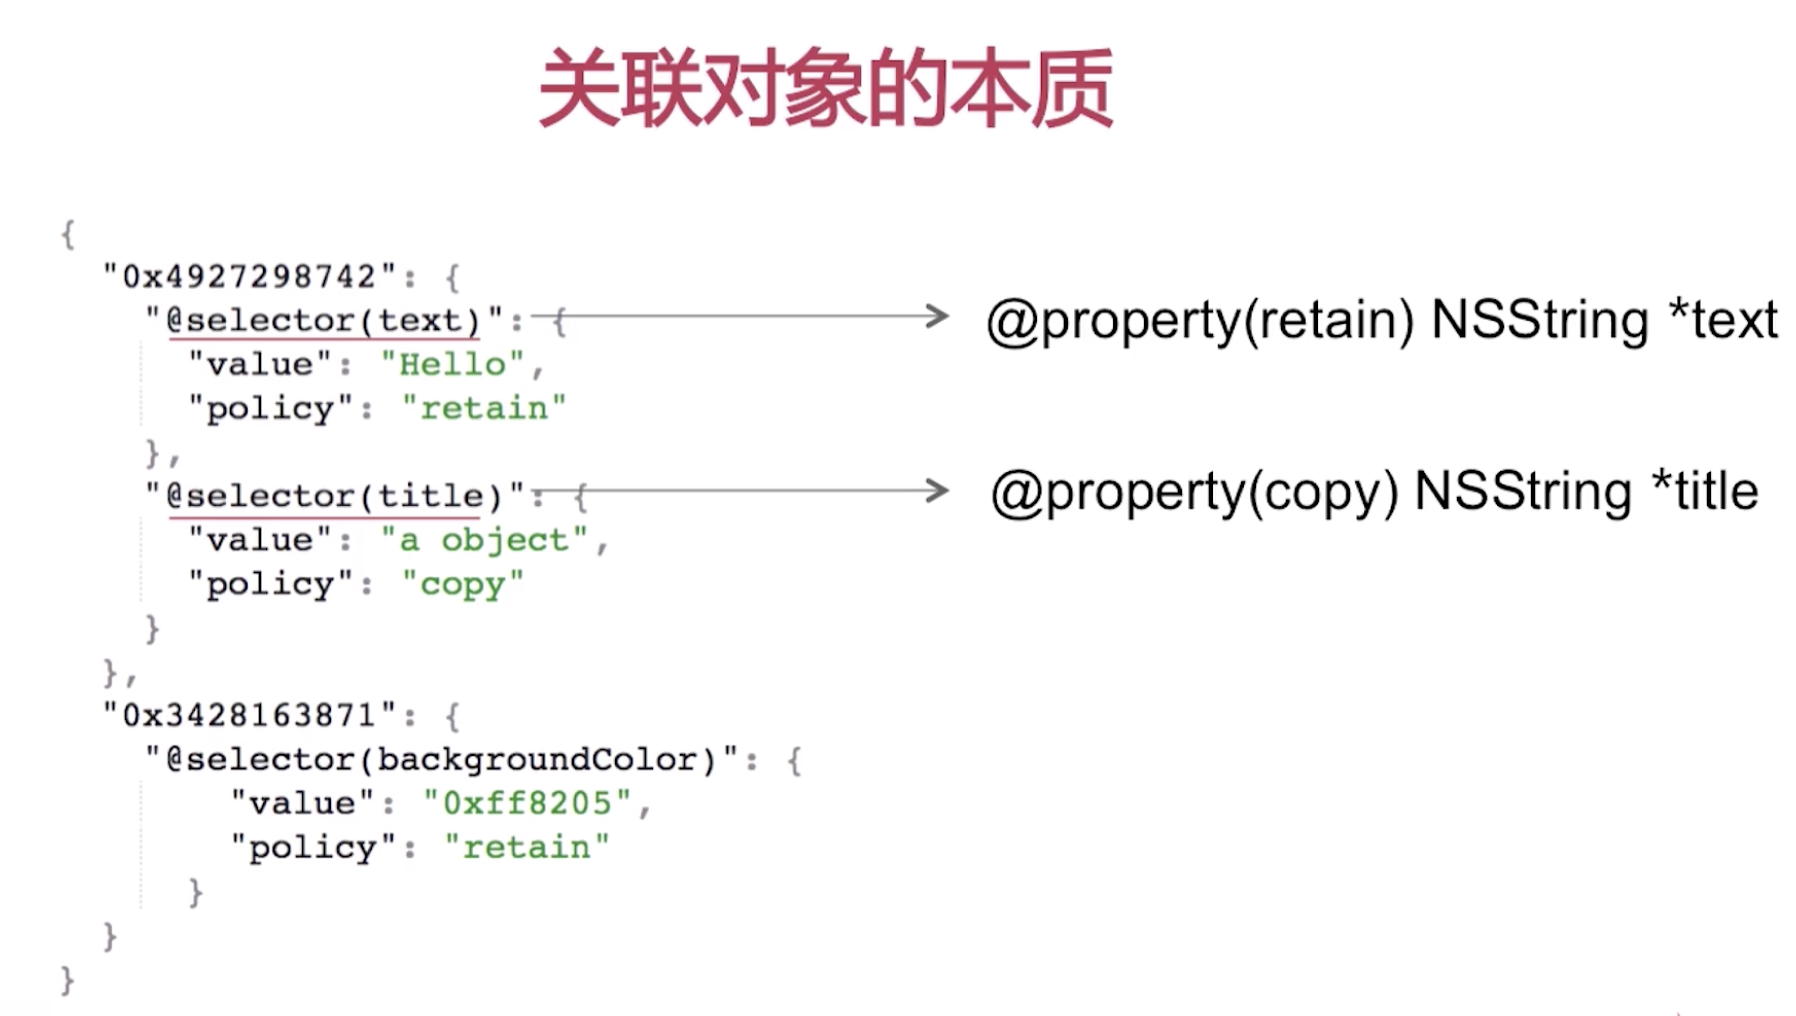 关联对象的本质
{
"0x4927298742": {
"@selector(text)": {
@property(retain) NSString *text
"value": "Hello",
"policy": "retain"
},
"@selector(title)": {
@property(copy) NSString *title
"value": "a object",
"policy": "copy"
}
},
"0x3428163871": {
"@selector(backgroundColor)": {
"value": "0xff8205",
"policy": "retain"
}
}
}